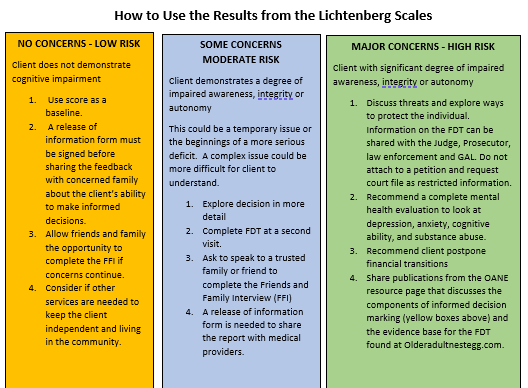 How to Use the Results from the Lichtenberg Scales
NO CONCERNS - LOW RISK
Client does not demonstrate
cognitive impairment
1. Use score as a
baseline.
2. A release of
information form must
be signed before
sharing the feedback
with concerned family
about the client's ability
to make informed
decisions.
3. Allow friends and family
the opportunity to
complete the FFI if
concerns continue.
4. Consider if other
services are needed to
keep the client
independent and living
in the community.
SOME CONCERNS
MODERATE RISK
Client demonstrates a degree of
impaired awareness, integrity or
autonomy
This could be a temporary issue or
the beginnings of a more serious
deficit. A complex issue could be
more difficult for client to
understand.
1. Explore decision in more
detail
2. Complete FDT at a second
visit.
3. Ask to speak to a trusted
family or friend to
complete the Friends and
Family Interview (FFI)
4. A release of information
form is needed to share
the report with medical
providers.
MAJOR CONCERNS - HIGH RISK
Client with significant degree of impaired
awareness, integrity or autonomy
1. Discuss threats and explore ways
to protect the individual.
Information on the FDT can be
shared with the Judge, Prosecutor,
law enforcement and GAL. Do not
attach to a petition and request
court file as restricted information.
2. Recommend a complete mental
health evaluation to look at
depression, anxiety, cognitive
ability, and substance abuse.
3. Recommend client postpone
financial transitions
4. Share publications from the OANE
resource page that discusses the
components of informed decision
marking (yellow boxes above) and
the evidence base for the FDT
found at Olderadultnestegg.com.